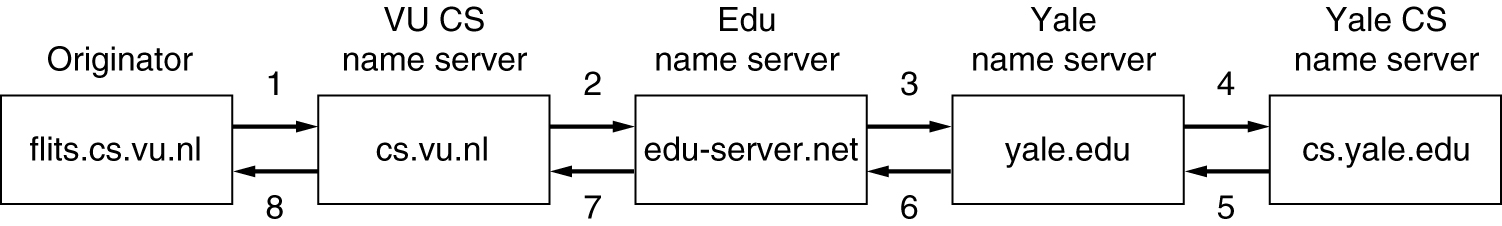 Originator
VU CS
name server
Edu
name server
Yale
name server
Yale CS
name server
1
2
3
4
flits.cs.vu.nl
cs.vu.nl
edu-server.net
yale.edu
cs.yale.edu
8
7
6
5